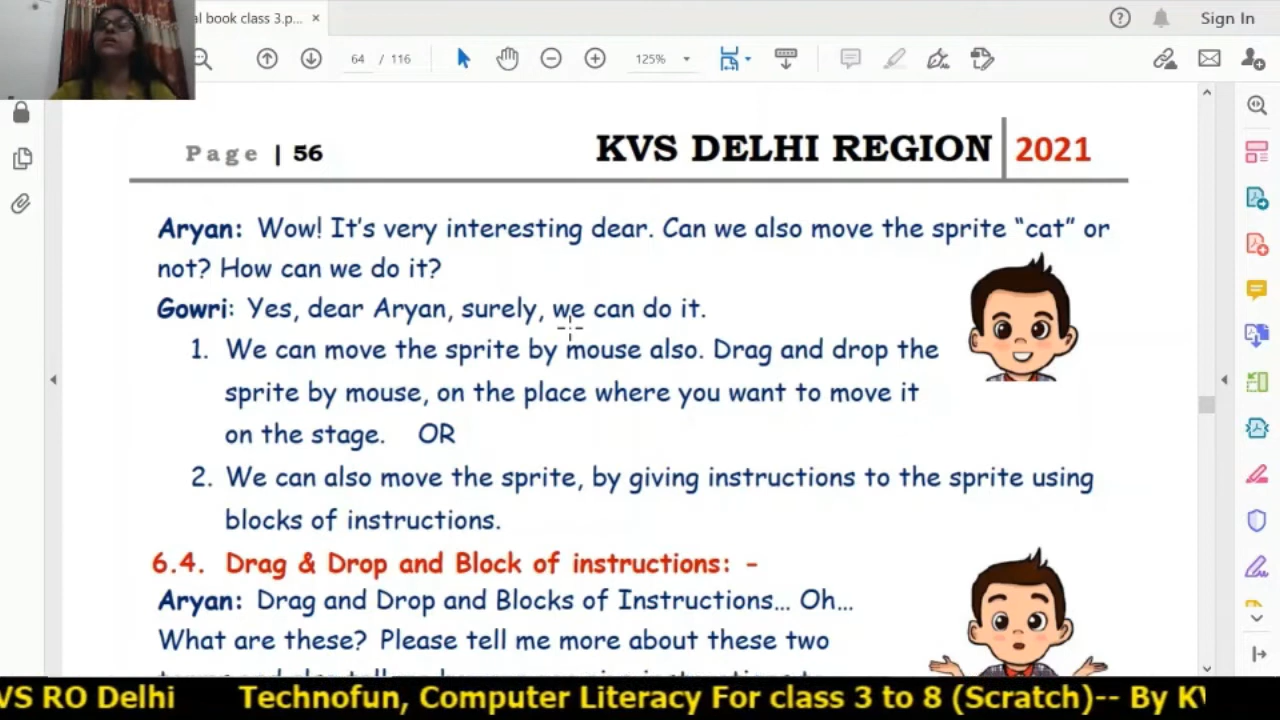 al book class 3.p...
Sign In
64 / 116
125%
Page | 56
KVS DELHI REGION 2021
Aryan: Wow! It's very interesting dear. Can we also move the sprite “cat” or
not? How can we do it?
Gowri: Yes, dear Aryan, surely, we can do it.
1. We can move the sprite by mouse also. Drag and drop the
sprite by mouse, on the place where you want to move it
on the stage. OR
2. We can also move the sprite, by giving instructions to the sprite using
blocks of instructions.
6.4. Drag & Drop and Block of instructions: -
Aryan: Drag and Drop and Blocks of Instructions... Oh...
What are these? Please tell me more about these two
VS RO Delhi Technofun, Computer Literacy For class 3 to 8 (Scratch)-- By KV